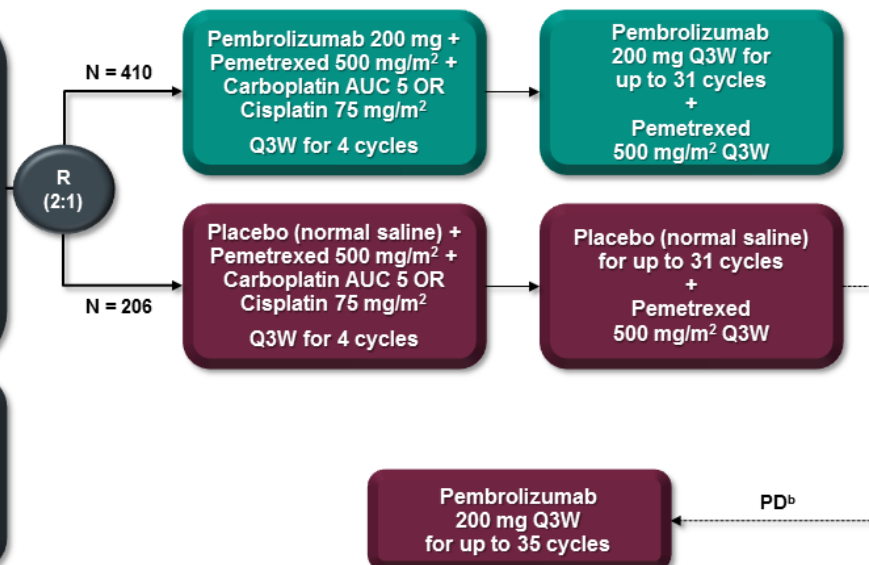 N = 410
R
(2:1)
N = 206
Pembrolizumab 200 mg +
Pemetrexed 500 mg/m² +
Carboplatin AUC 5 OR
Cisplatin 75 mg/m²
Q3W for 4 cycles
Pembrolizumab
200 mg Q3W for
up to 31 cycles
+
Pemetrexed
500 mg/m² Q3W
Placebo (normal saline) +
Pemetrexed 500 mg/m² +
Carboplatin AUC 5 OR
Cisplatin 75 mg/m²
Q3W for 4 cycles
Placebo (normal saline)
for up to 31 cycles
+
Pemetrexed
500 mg/m² Q3W
PDᵇ
Pembrolizumab
200 mg Q3W
for up to 35 cycles